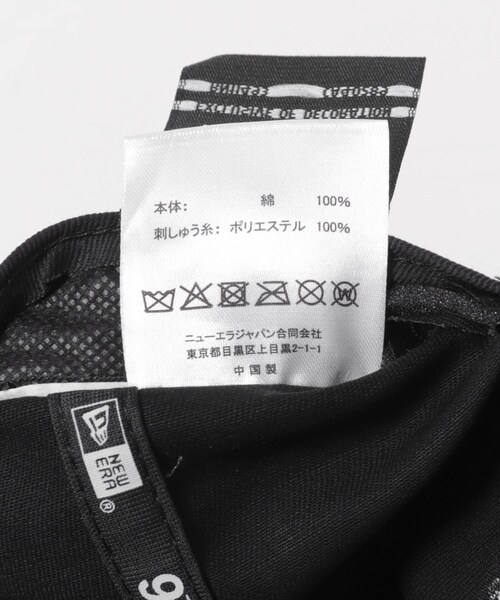 EXCLUSIVE OF DECORATION
本体: 綿 100%
刺しゅう糸: ポリエステル 100%
W
ニューエラジャパン合同会社
東京都目黒区上目黒2-1-1
中国製
NEW
ERA®
9